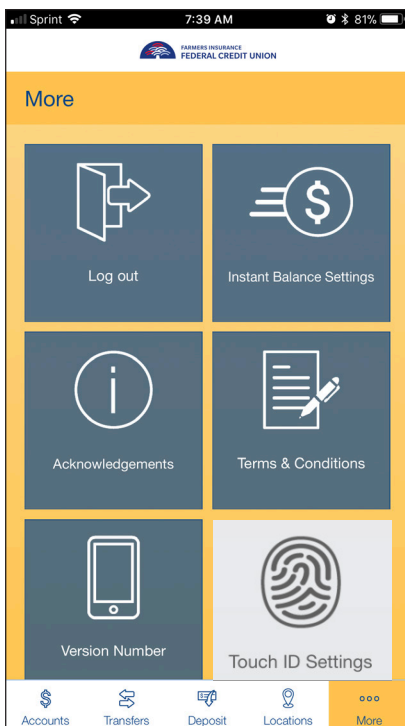 Sprint 7:39 AM 81%
FARMERS INSURANCE
FEDERAL CREDIT UNION
More
Log out
Instant Balance Settings
Acknowledgements
Terms & Conditions
Version Number
Touch ID Settings
Accounts Transfers Deposit Locations More